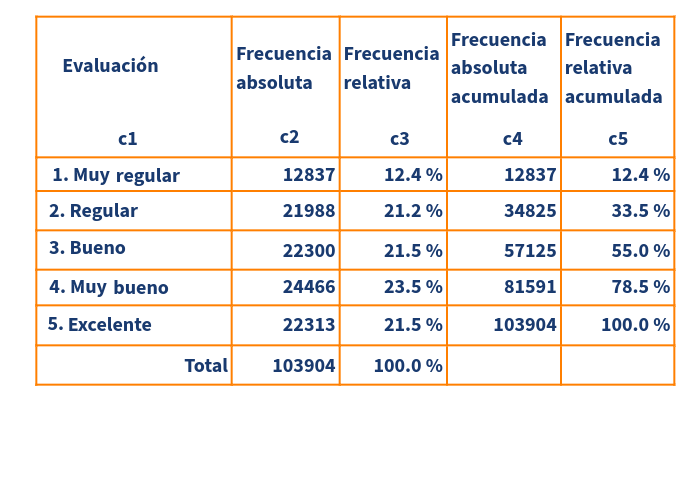 Evaluación
Frecuencia absoluta
Frecuencia relativa
Frecuencia absoluta acumulada
Frecuencia relativa acumulada
c1 c2 c3 c4 c5
1. Muy regular 12837 12.4 % 12837 12.4 %
2. Regular 21988 21.2 % 34825 33.5 %
3. Bueno 22300 21.5 % 57125 55.0 %
4. Muy bueno 24466 23.5 % 81591 78.5 %
5. Excelente 22313 21.5 % 103904 100.0 %
Total 103904 100.0 %